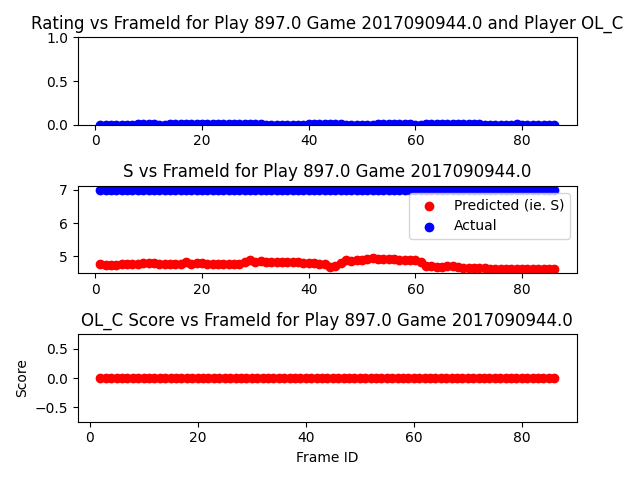 Rating vs FrameId for Play 897.0 Game 2017090944.0 and Player OL_C
1.0
0.5
0.0
0 20 40 60 80
S vs FrameId for Play 897.0 Game 2017090944.0
7
6
5
Predicted (ie. S)
Actual
0 20 40 60 80
OL_C Score vs FrameId for Play 897.0 Game 2017090944.0
Score
0.5
0.0
−0.5
0 20 40 60 80
Frame ID